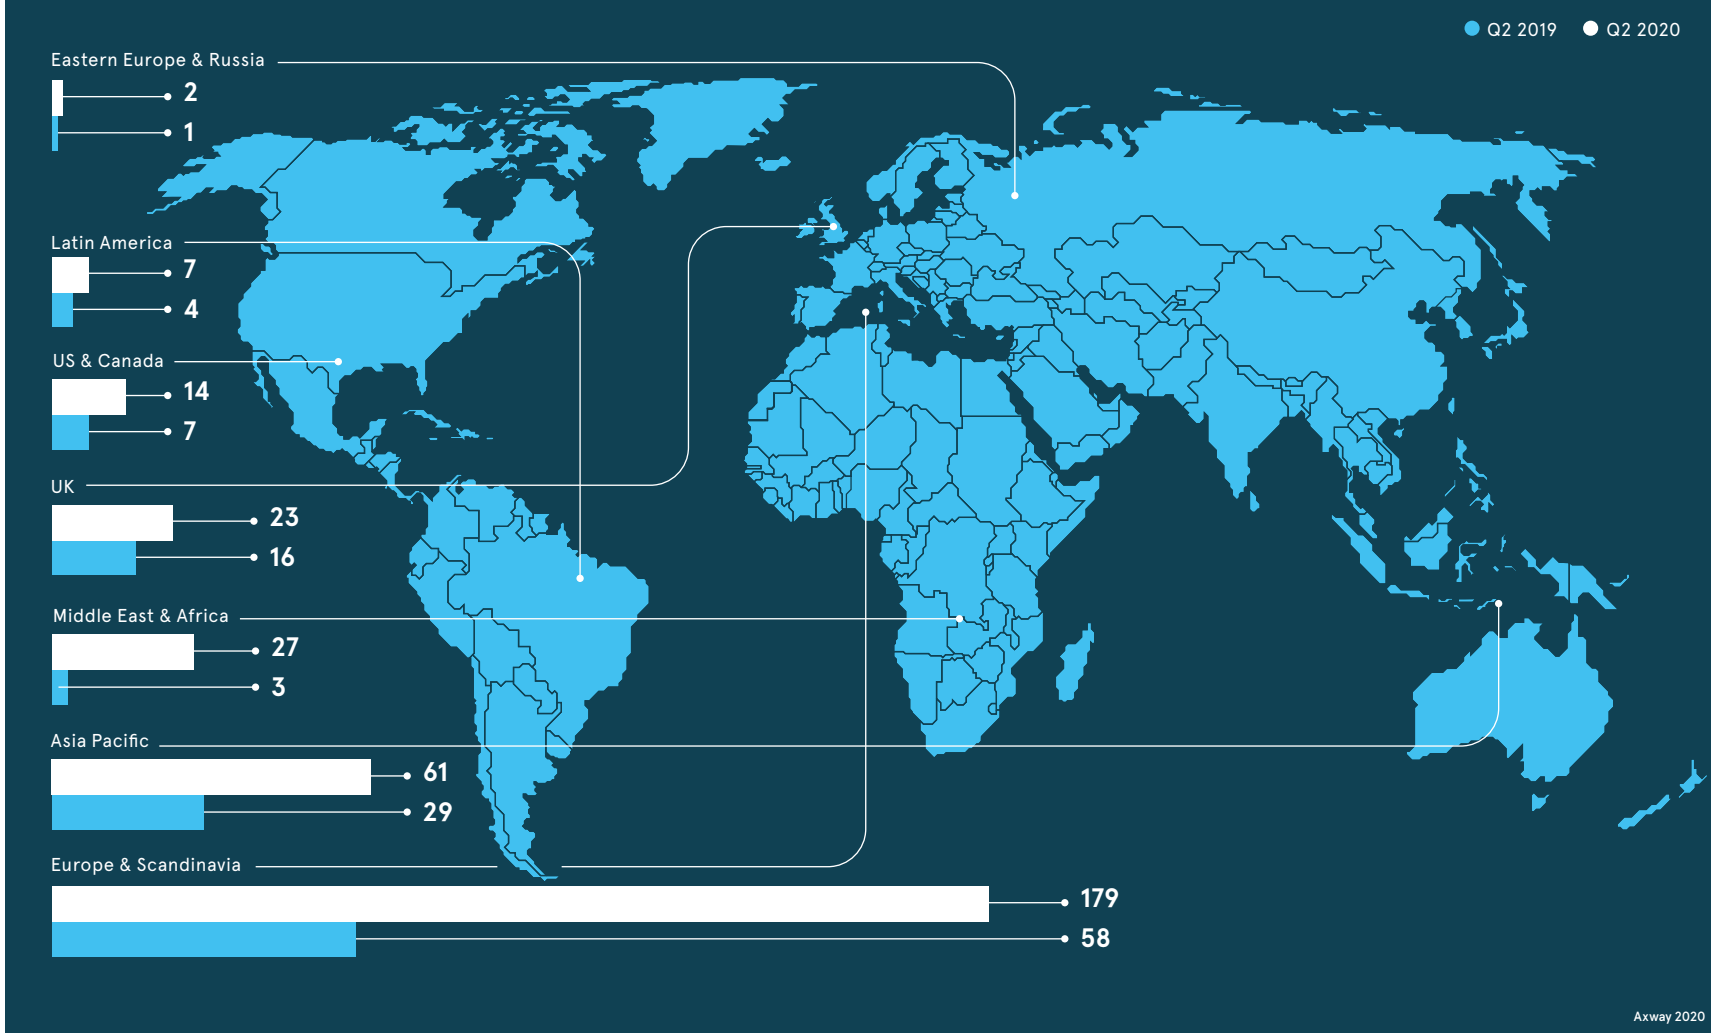 Q2 2019
Q2 2020
Eastern Europe & Russia
2
1
Latin America
7
4
US & Canada
14
7
UK
23
16
Middle East & Africa
27
3
Asia Pacific
61
29
Europe & Scandinavia
179
58
Axway 2020